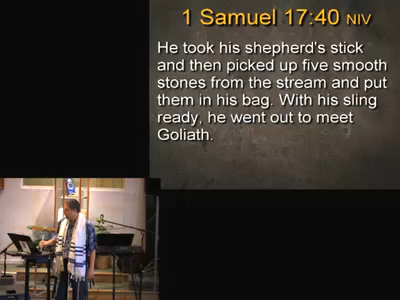 1 Samuel 17:40 NIV
He took his shepherd's stick
and then picked up five smooth
stones from the stream and put
them in his bag. With his sling
ready, he went out to meet
Goliath.